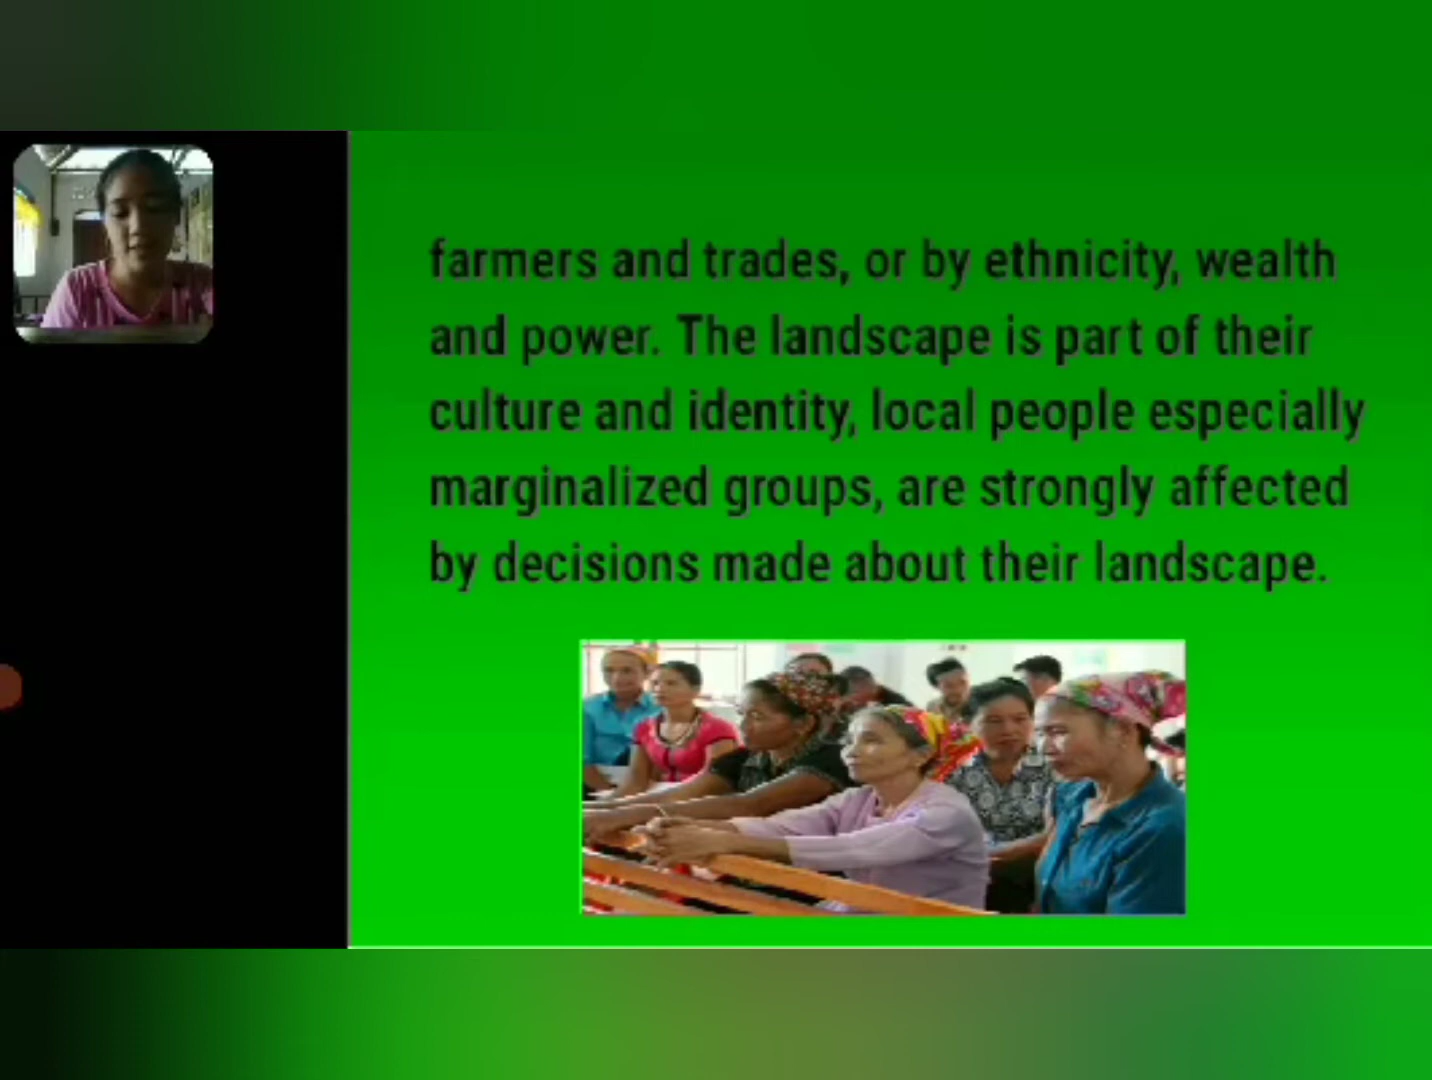 farmers and trades, or by ethnicity, wealth
and power. The landscape is part of their
culture and identity, local people especially
marginalized groups, are strongly affected
by decisions made about their landscape.